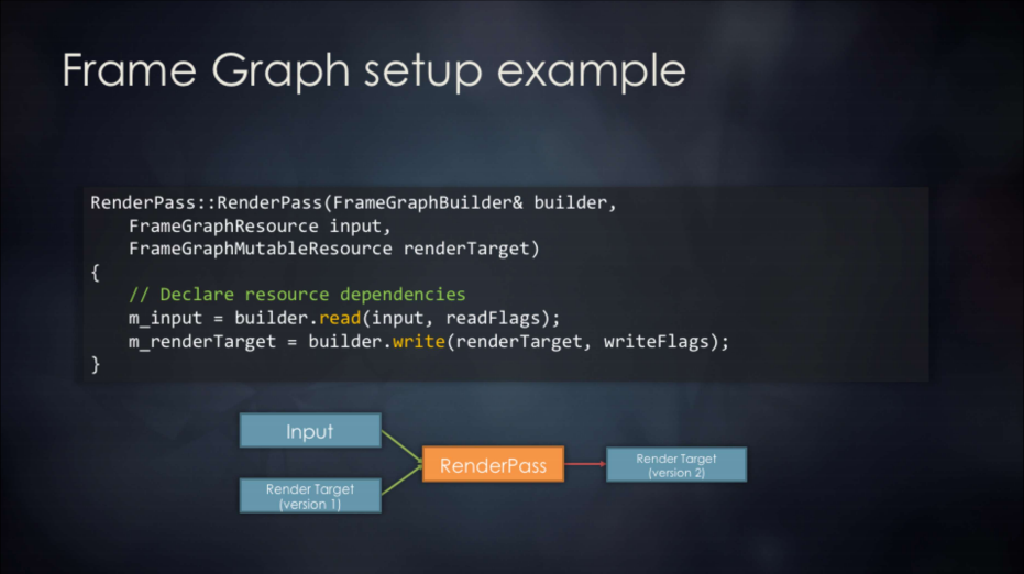 Frame Graph setup example
RenderPass::RenderPass(FrameGraphBuilder& builder,
    FrameGraphResource input,
    FrameGraphMutableResource renderTarget)
{
    // Declare resource dependencies
    m_input = builder.read(input, readFlags);
    m_renderTarget = builder.write(renderTarget, writeFlags);
}
Input
RenderPass
Render Target
(version 2)
Render Target
(version 1)